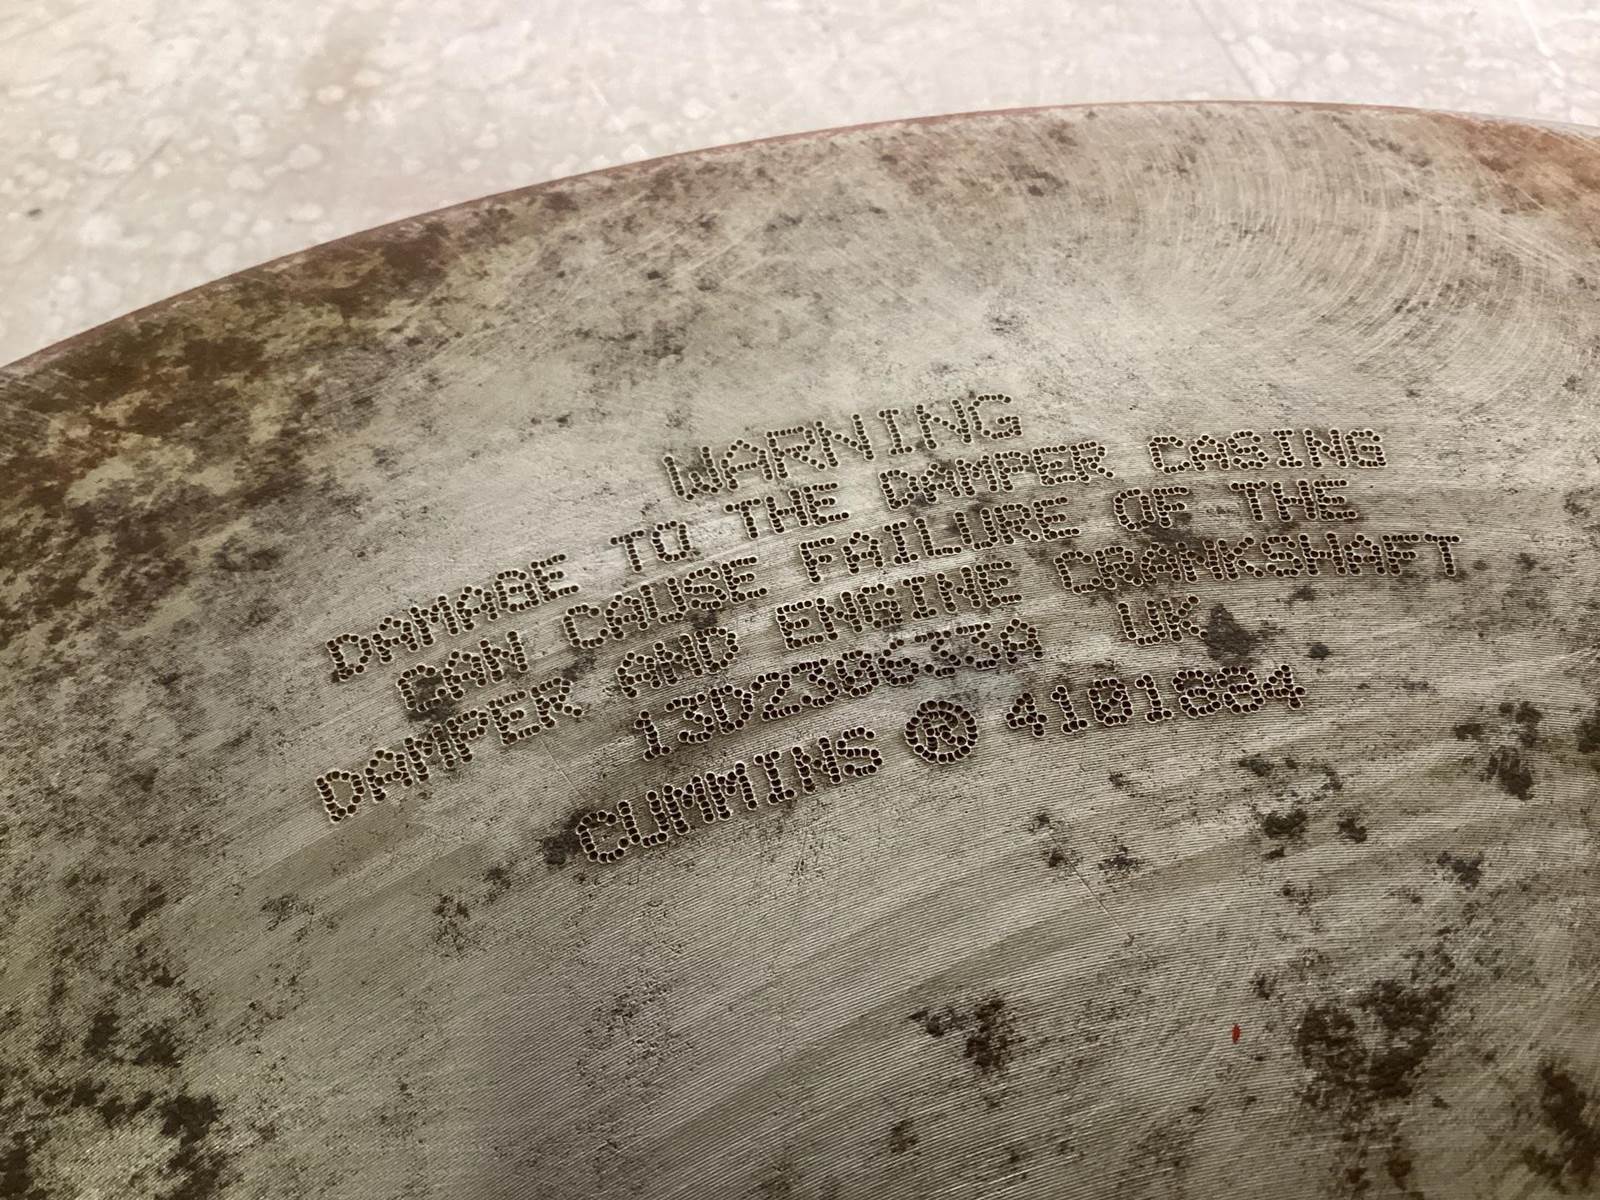 WARNING
DAMAGE TO THE DAMPER CASING
CAN CAUSE FAILURE OF THE
DAMPER AND ENGINE CRANKSHAFT
13D230633A UK
CUMMINS ® 4101884